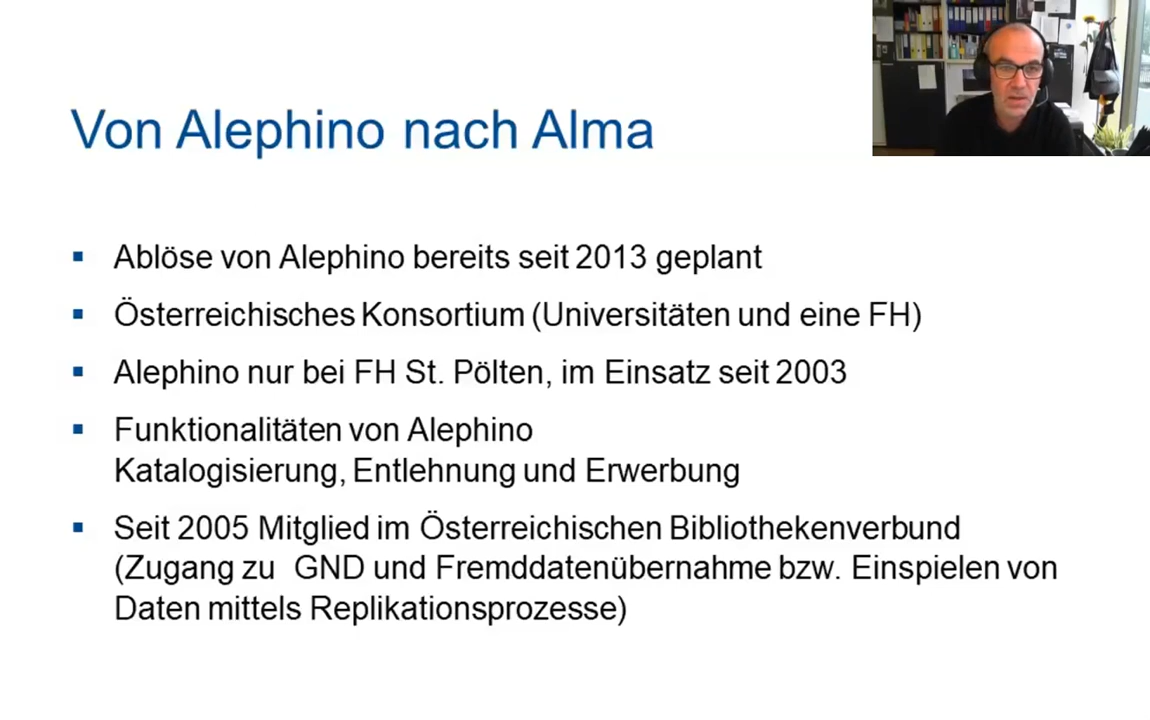 Von Alephino nach Alma
Ablöse von Alephino bereits seit 2013 geplant
Österreichisches Konsortium (Universitäten und eine FH)
Alephino nur bei FH St. Pölten, im Einsatz seit 2003
Funktionalitäten von Alephino
Katalogisierung, Entlehnung und Erwerbung
Seit 2005 Mitglied im Österreichischen Bibliothekenverbund
(Zugang zu GND und Fremddatenübernahme bzw. Einspielen von
Daten mittels Replikationsprozesse)